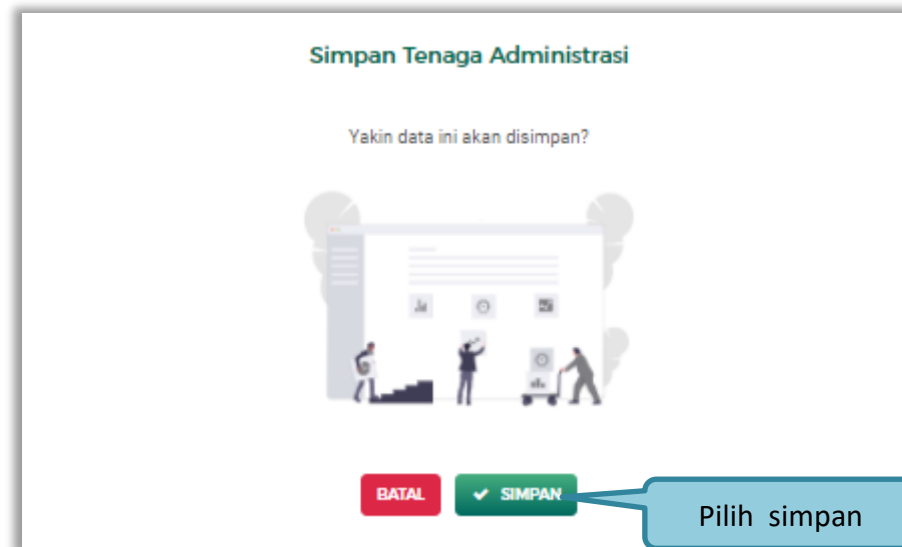 Simpan Tenaga Administrasi
Yakin data ini akan disimpan?
BATAL
SIMPAN
Pilih simpan